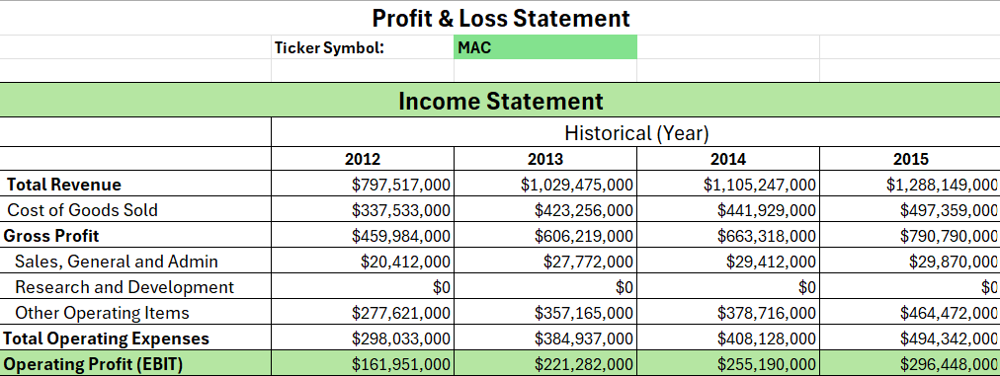 Profit & Loss Statement
Ticker Symbol: MAC
Income Statement
Historical (Year)
2012 2013 2014 2015
Total Revenue $797,517,000 $1,029,475,000 $1,105,247,000 $1,288,149,000
Cost of Goods Sold $337,533,000 $423,256,000 $441,929,000 $497,359,000
Gross Profit $459,984,000 $606,219,000 $663,318,000 $790,790,000
Sales, General and Admin $20,412,000 $27,772,000 $29,412,000 $29,870,000
Research and Development $0 $0 $0 $0
Other Operating Items $277,621,000 $357,165,000 $378,716,000 $464,472,000
Total Operating Expenses $298,033,000 $384,937,000 $408,128,000 $494,342,000
Operating Profit (EBIT) $161,951,000 $221,282,000 $255,190,000 $296,448,000